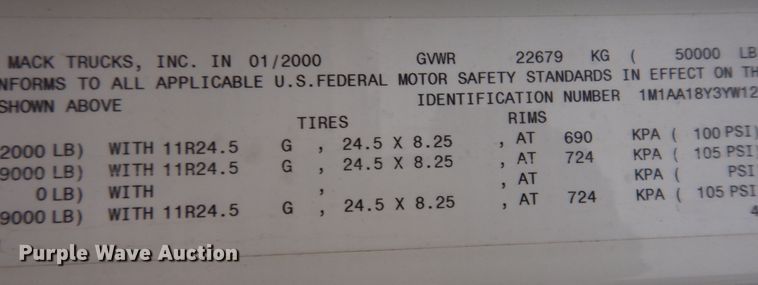 MACK TRUCKS, INC. IN 01/2000 GVWR 22679 KG ( 50000 LB
NFORMS TO ALL APPLICABLE U.S.FEDERAL MOTOR SAFETY STANDARDS IN EFFECT ON TH
SHOWN ABOVE IDENTIFICATION NUMBER 1M1AA18Y3YW12
TIRES RIMS
2000 LB) WITH 11R24.5 G , 24.5 X 8.25 , AT 690 KPA ( 100 PSI)
9000 LB) WITH 11R24.5 G , 24.5 X 8.25 , AT 724 KPA ( 105 PSI)
0 LB) WITH , , AT KPA ( PSI
9000 LB) WITH 11R24.5 G , 24.5 X 8.25 , AT 724 KPA ( 105 PSI
4
Purple Wave Auction